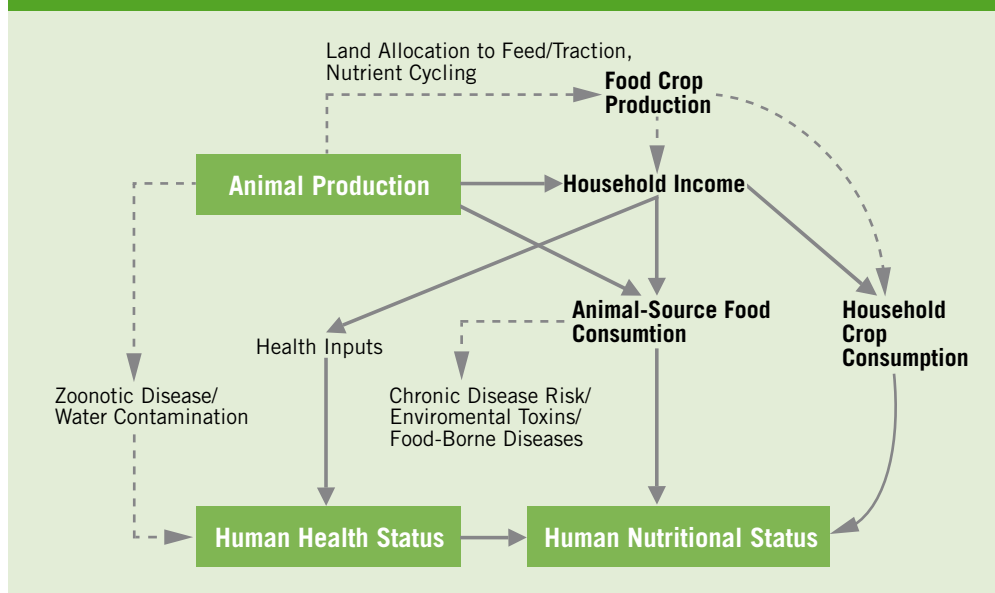 Land Allocation to Feed/Traction,
Nutrient Cycling
Food Crop
Production
Animal Production
Household Income
Animal-Source Food
Consumtion
Household
Crop
Consumption
Health Inputs
Zoonotic Disease/
Water Contamination
Chronic Disease Risk/
Enviromental Toxins/
Food-Borne Diseases
Human Health Status
Human Nutritional Status